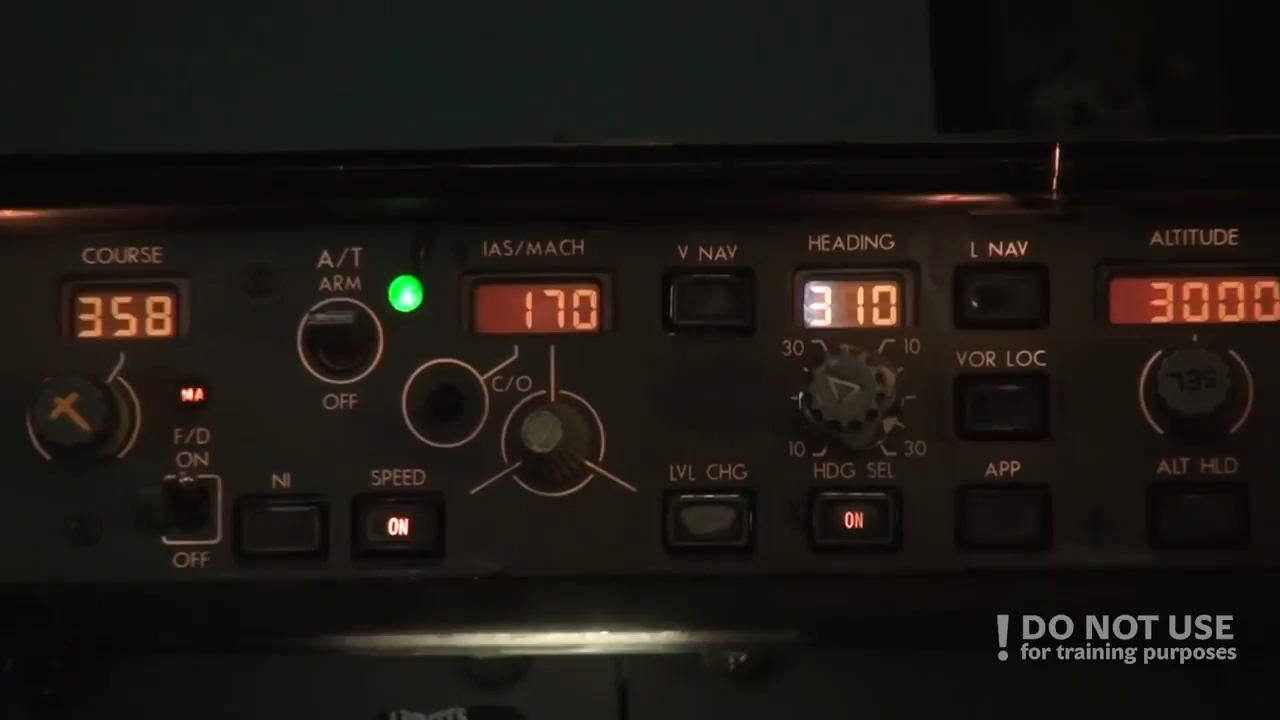 COURSE
358
A/T
ARM
OFF
MA
F/D
ON
OFF
N1
SPEED
ON
IAS/MACH
170
C/O
V NAV
LVL CHG
HEADING
310
30 10
10 30
HDG SEL
ON
L NAV
VOR LOC
APP
ALTITUDE
3000
SEL
ALT HLD
! DO NOT USE
for training purposes